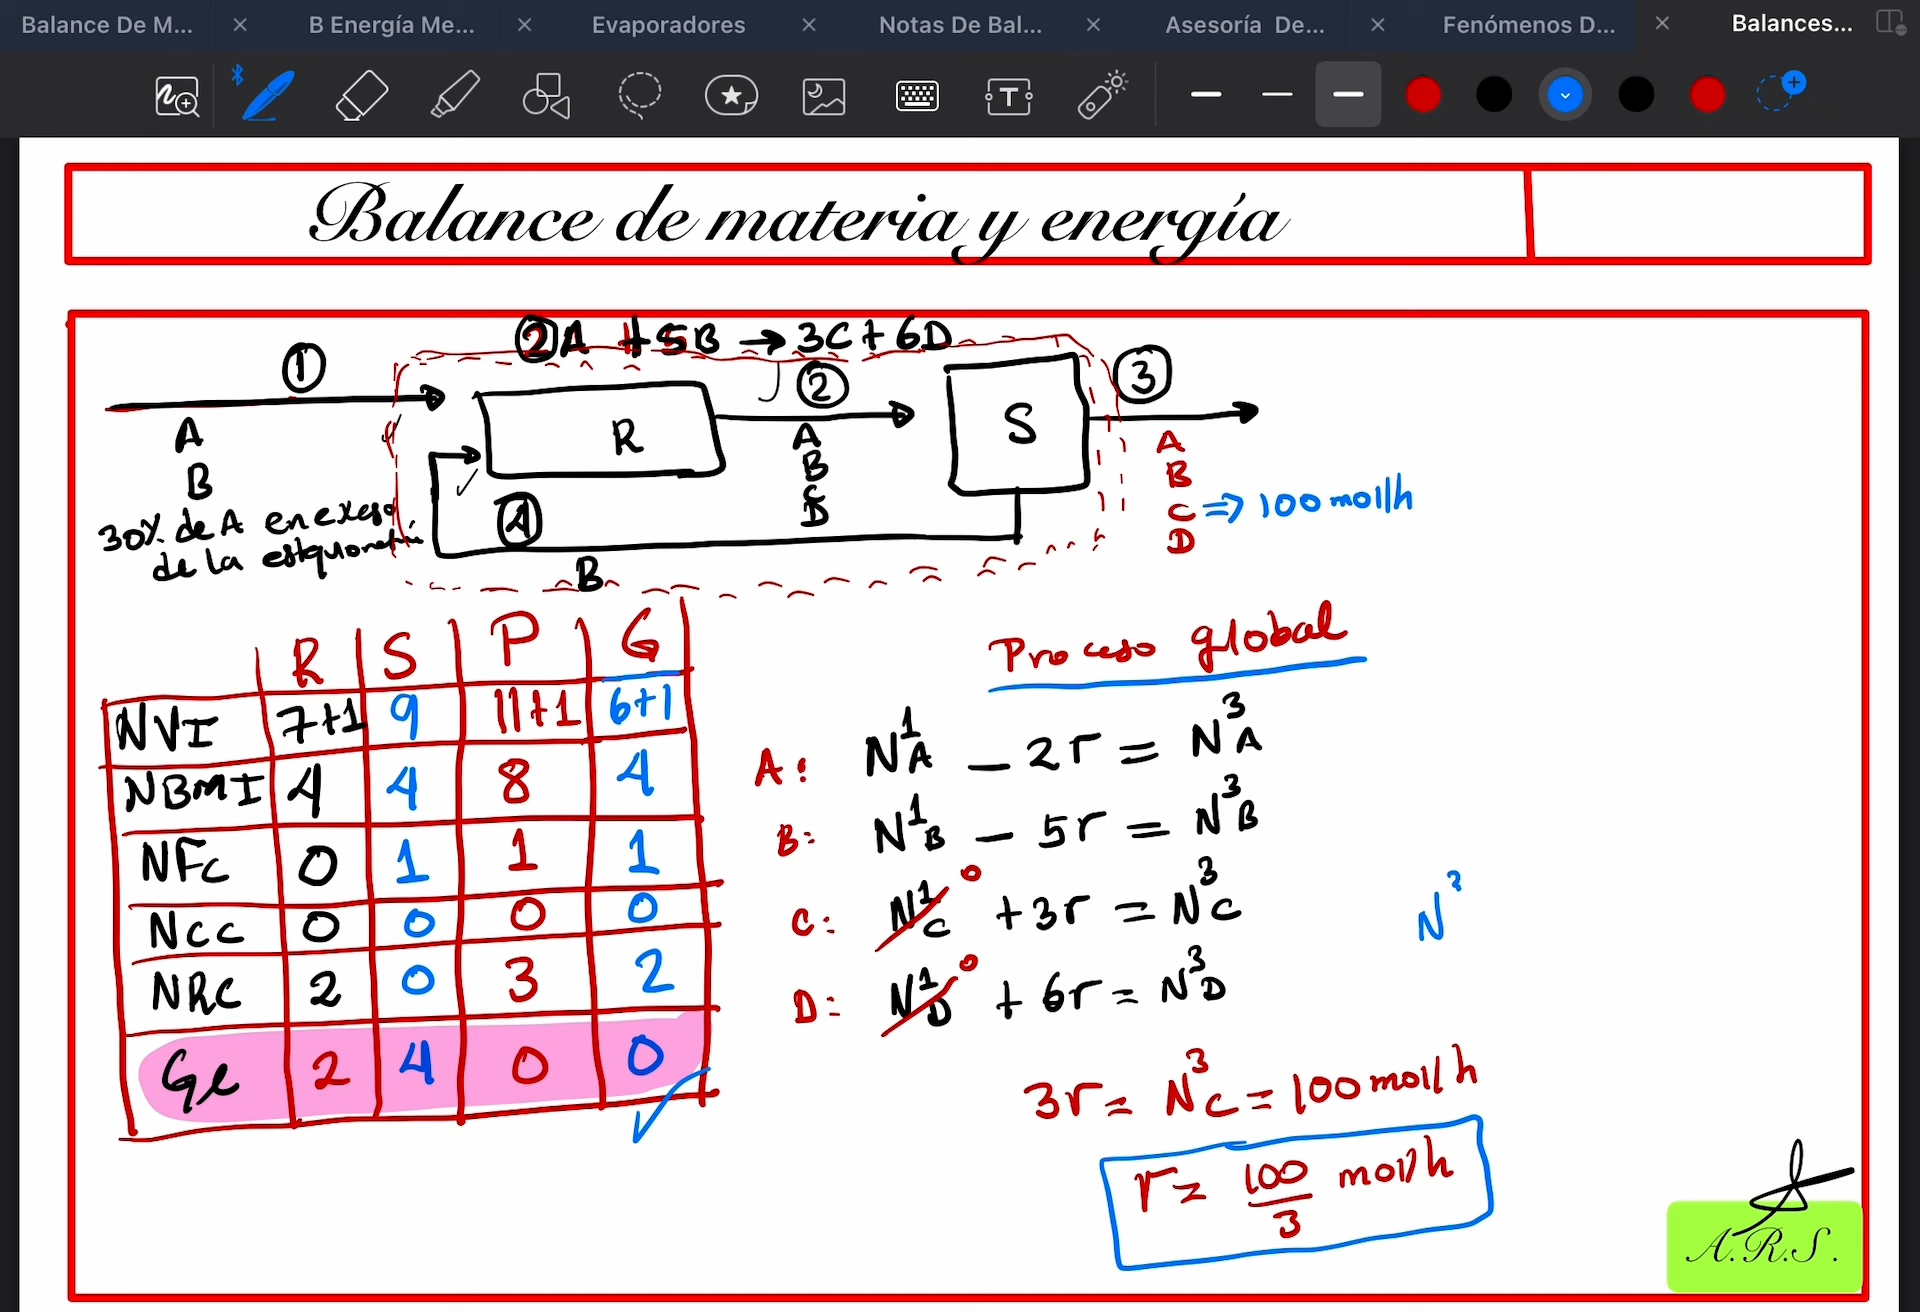 Balance De M...
B Energía Me...
Evaporadores
Notas De Bal...
Asesoría De...
Fenómenos D...
Balances...
Balance de materia y energía
2A + 5B → 3C + 6D
①
②
③
A
B
R
A
B
C
D
S
A
B
C ⇒ 100 mol/h
D
④
30% de A en exceso
de la
B
R S P G
NVI 7+1 9 11+1 6+1
NBMI 4 4 8 4
NFC 0 1 1 1
NCC 0 0 0 0
NRC 2 0 3 2
Ge 2 4 0 0
Proceso global
A: N¹A − 2r = N³A
B: N¹B − 5r = N³B
C: N¹C 0 + 3r = N³C
D: N¹D 0 + 6r = N³D
N³
3r = N³C = 100 mol/h
r = 100/3 mol/h
A.R.S.